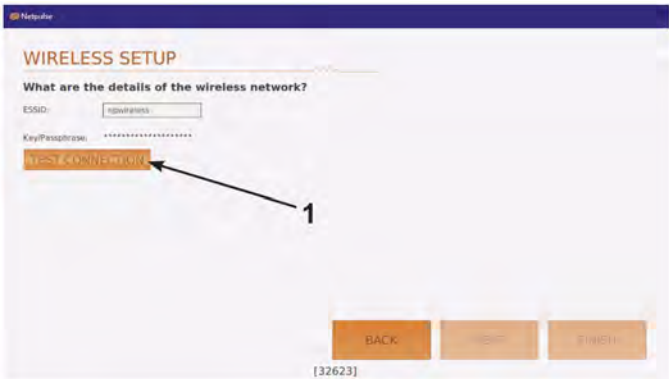 Netpulse
WIRELESS SETUP
What are the details of the wireless network?
ESSID:
npwireless
Key/Passphrase: ********************
TEST CONNECTION
1
BACK NEXT FINISH
[32623]